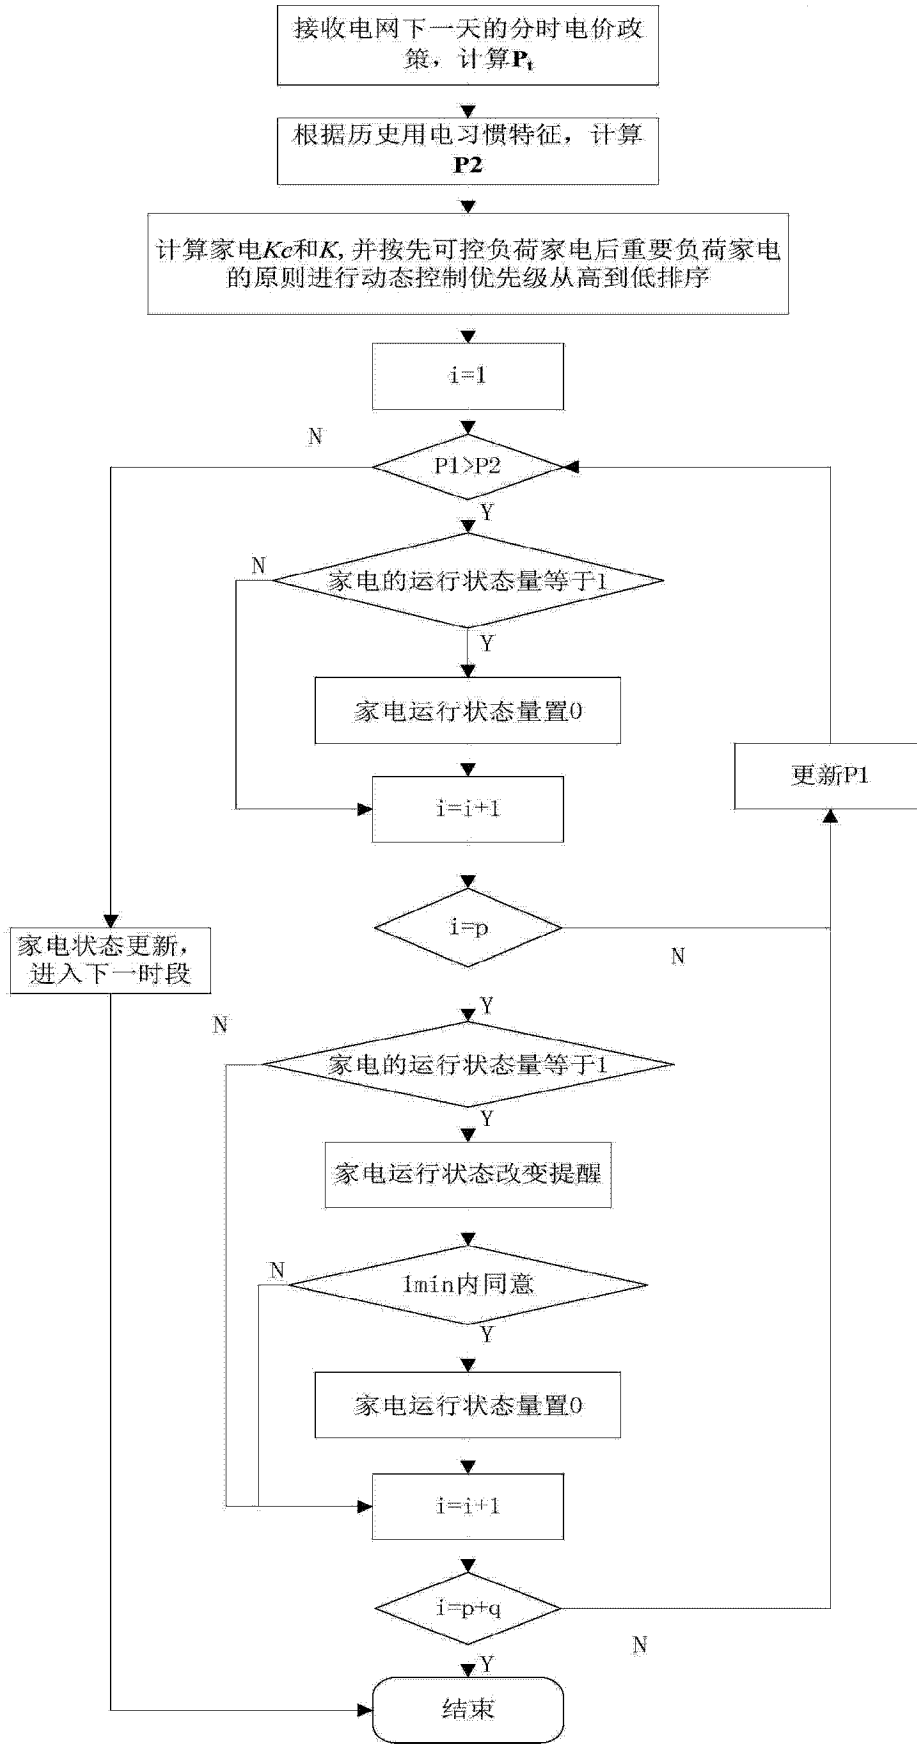 接收电网下一天的分时电价政
策，计算Pt
根据历史用电习惯特征，计算
P2
计算家电Kc和K, 并按先可控负荷家电后重要负荷家电
的原则进行动态控制优先级从高到低排序
i=1
N
P1>P2
Y
N
家电的运行状态量等于1
Y
家电运行状态量置0
更新P1
i=i+1
i=p
N
家电状态更新，
进入下一时段
Y
N
家电的运行状态量等于1
Y
家电运行状态改变提醒
N
1min内同意
Y
家电运行状态量置0
i=i+1
i=p+q
N
Y
结束